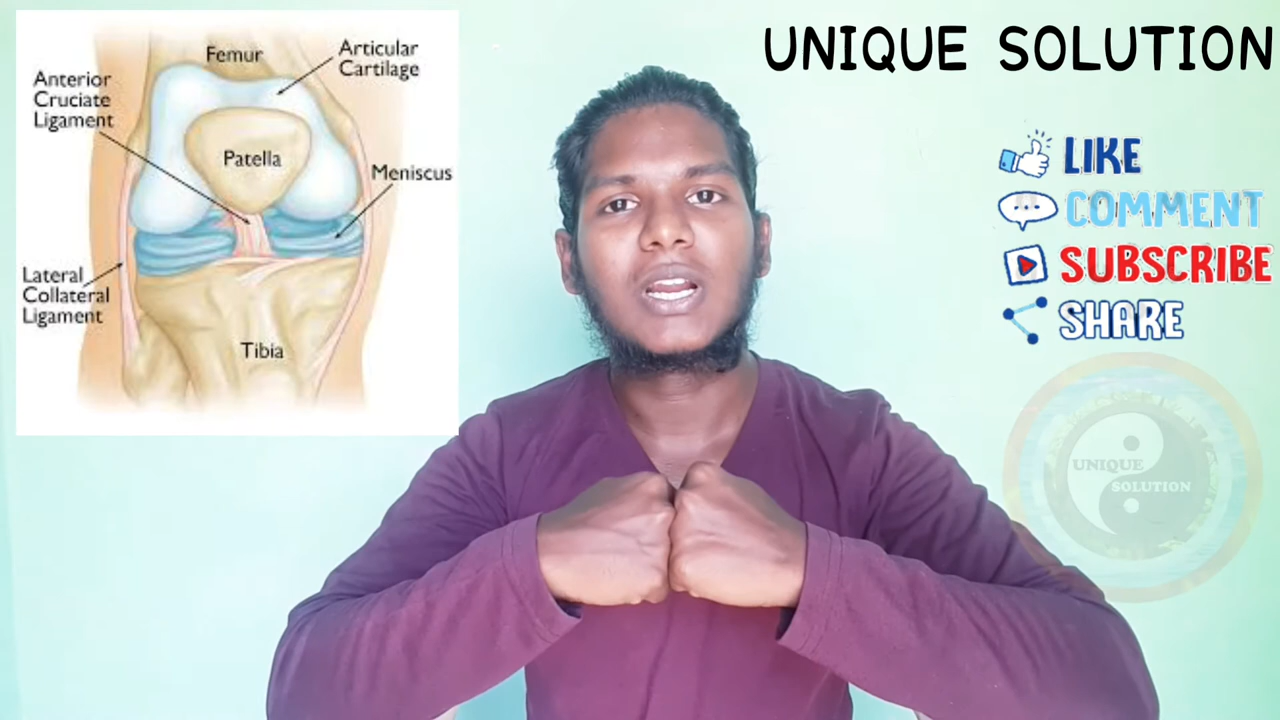 UNIQUE SOLUTION
Femur
Articular
Cartilage
Anterior
Cruciate
Ligament
Patella
Meniscus
Lateral
Collateral
Ligament
Tibia
LIKE
COMMENT
SUBSCRIBE
SHARE
UNIQUE
SOLUTION